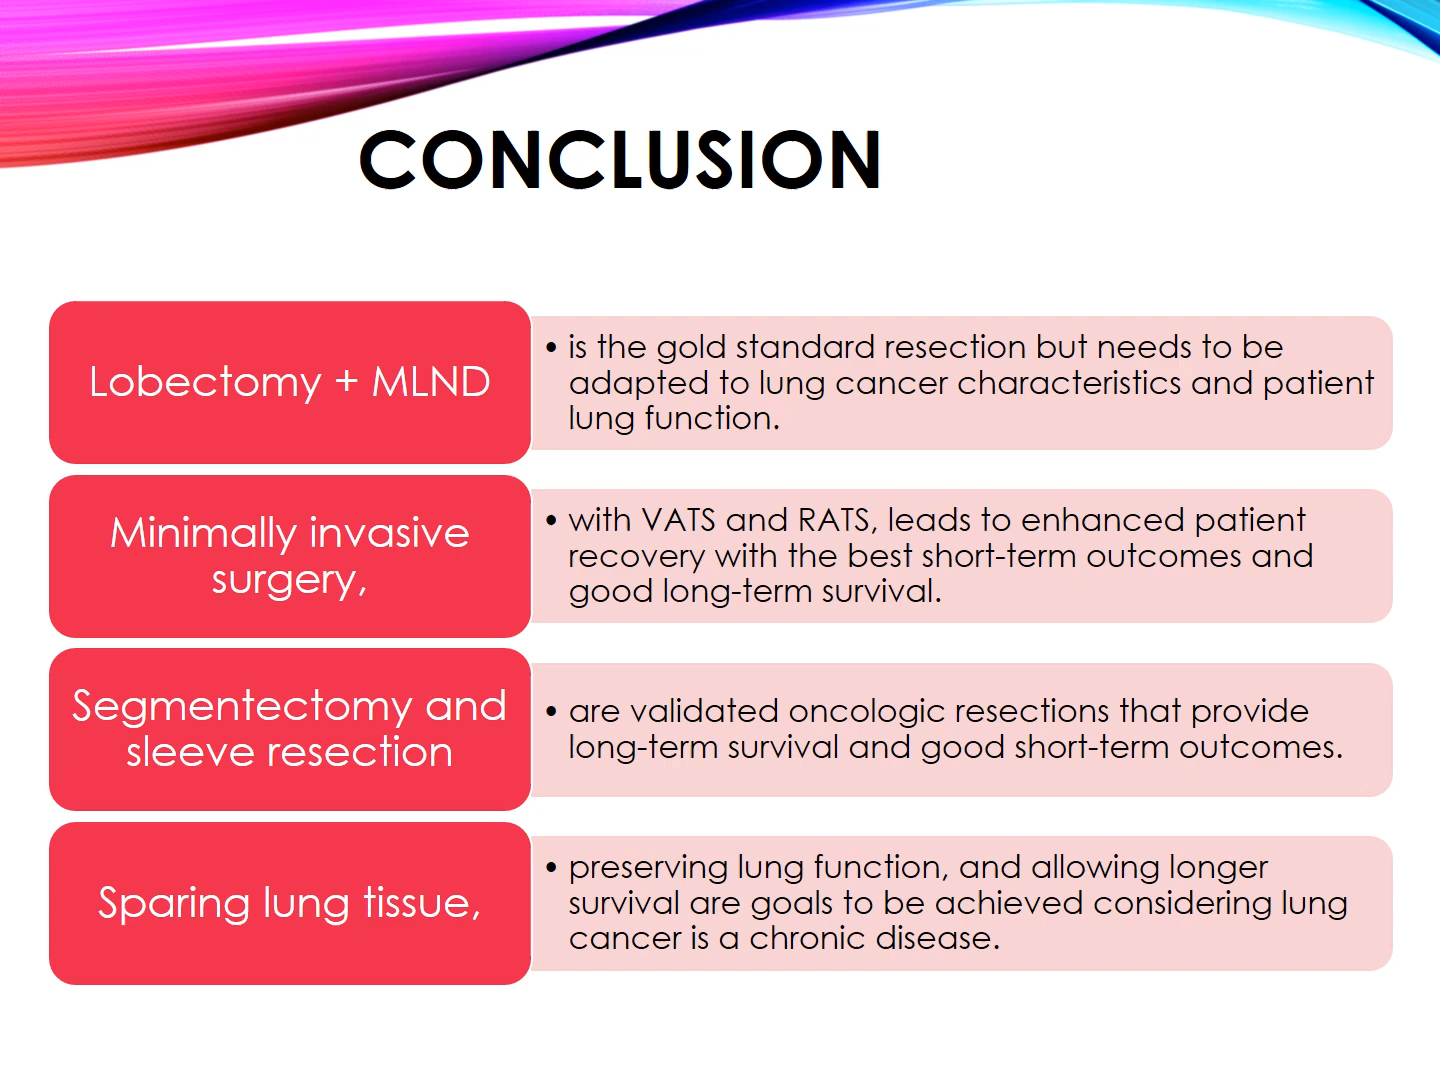 CONCLUSION
Lobectomy + MLND
• is the gold standard resection but needs to be
adapted to lung cancer characteristics and patient
lung function.
Minimally invasive
surgery,
• with VATS and RATS, leads to enhanced patient
recovery with the best short-term outcomes and
good long-term survival.
Segmentectomy and
sleeve resection
• are validated oncologic resections that provide
long-term survival and good short-term outcomes.
Sparing lung tissue,
• preserving lung function, and allowing longer
survival are goals to be achieved considering lung
cancer is a chronic disease.